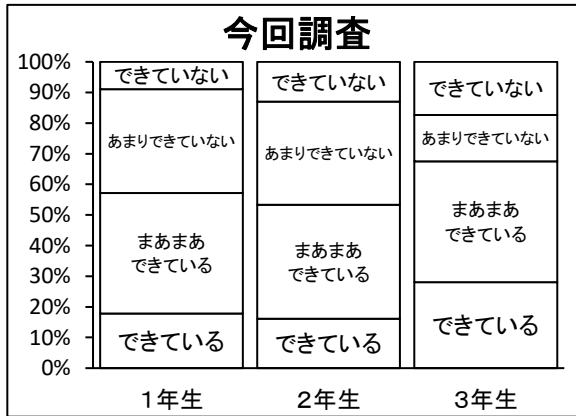 今回調査
100%
90%
80%
70%
60%
50%
40%
30%
20%
10%
0%
できていない
あまりできていない
まあまあ
できている
できている
できていない
あまりできていない
まあまあ
できている
できている
できていない
あまりできていない
まあまあ
できている
できている
1年生
2年生
3年生